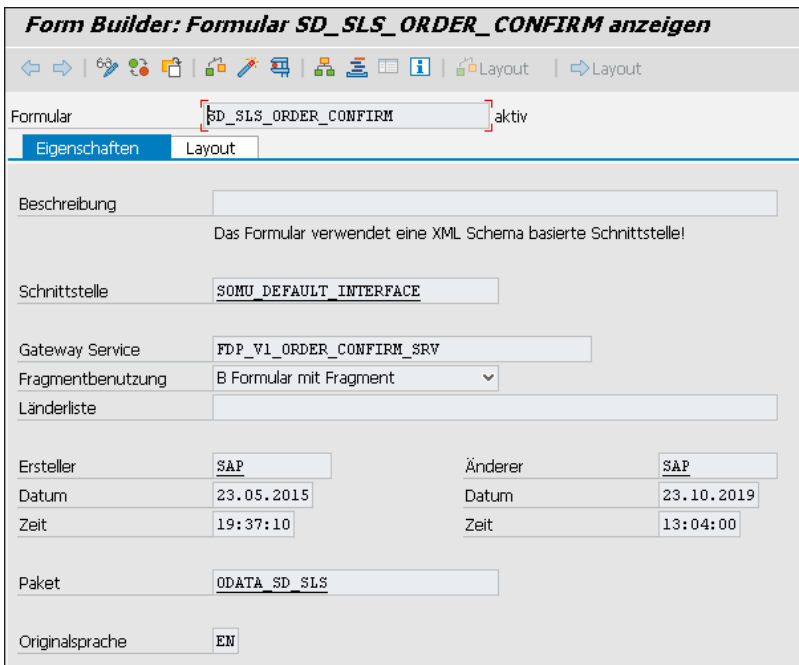 Form Builder: Formular SD_SLS_ORDER_CONFIRM anzeigen
Layout Layout
Formular SD_SLS_ORDER_CONFIRM aktiv
Eigenschaften Layout
Beschreibung
Das Formular verwendet eine XML Schema basierte Schnittstelle!
Schnittstelle SOMU_DEFAULT_INTERFACE
Gateway Service FDP_V1_ORDER_CONFIRM_SRV
Fragmentbenutzung B Formular mit Fragment
Länderliste
Ersteller SAP Änderer SAP
Datum 23.05.2015 Datum 23.10.2019
Zeit 19:37:10 Zeit 13:04:00
Paket ODATA_SD_SLS
Originalsprache EN